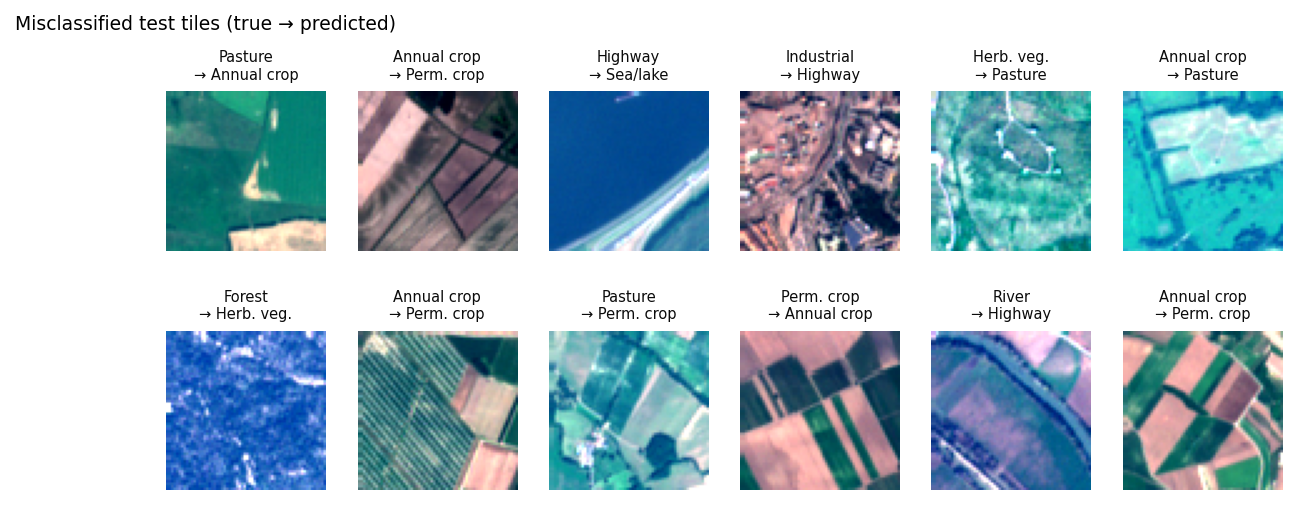 Misclassified test tiles (true → predicted)
Pasture
→ Annual crop
Annual crop
→ Perm. crop
Highway
→ Sea/lake
Industrial
→ Highway
Herb. veg.
→ Pasture
Annual crop
→ Pasture
Forest
→ Herb. veg.
Annual crop
→ Perm. crop
Pasture
→ Perm. crop
Perm. crop
→ Annual crop
River
→ Highway
Annual crop
→ Perm. crop